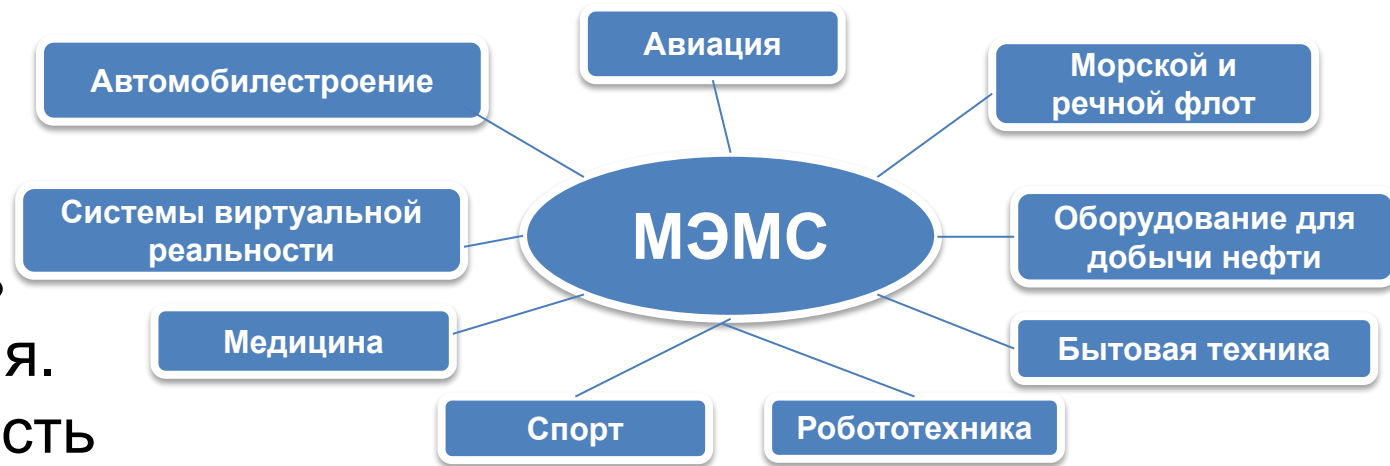 Авиация
Автомобилестроение
Морской и
речной флот
Системы виртуальной
реальности
МЭМС
Оборудование для
добычи нефти
Медицина
Бытовая техника
я.
Спорт
Робототехника
сть